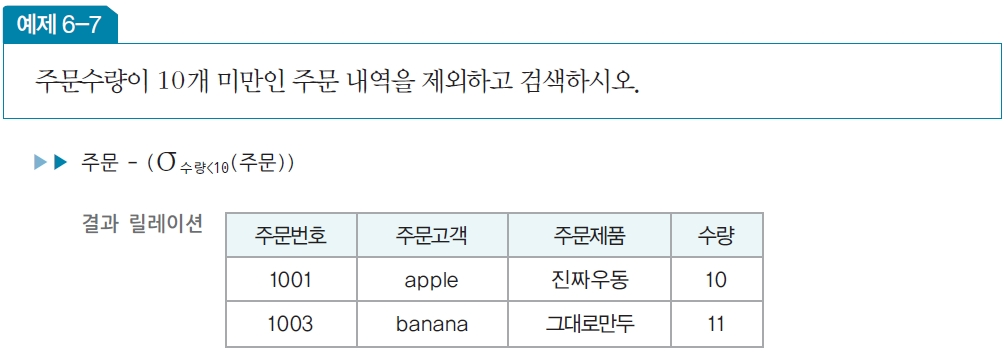 예제 6-7
주문수량이 10개 미만인 주문 내역을 제외하고 검색하시오.
▶▶ 주문 - (σ수량<10(주문))
결과 릴레이션
주문번호 주문고객 주문제품 수량
1001 apple 진짜우동 10
1003 banana 그대로만두 11